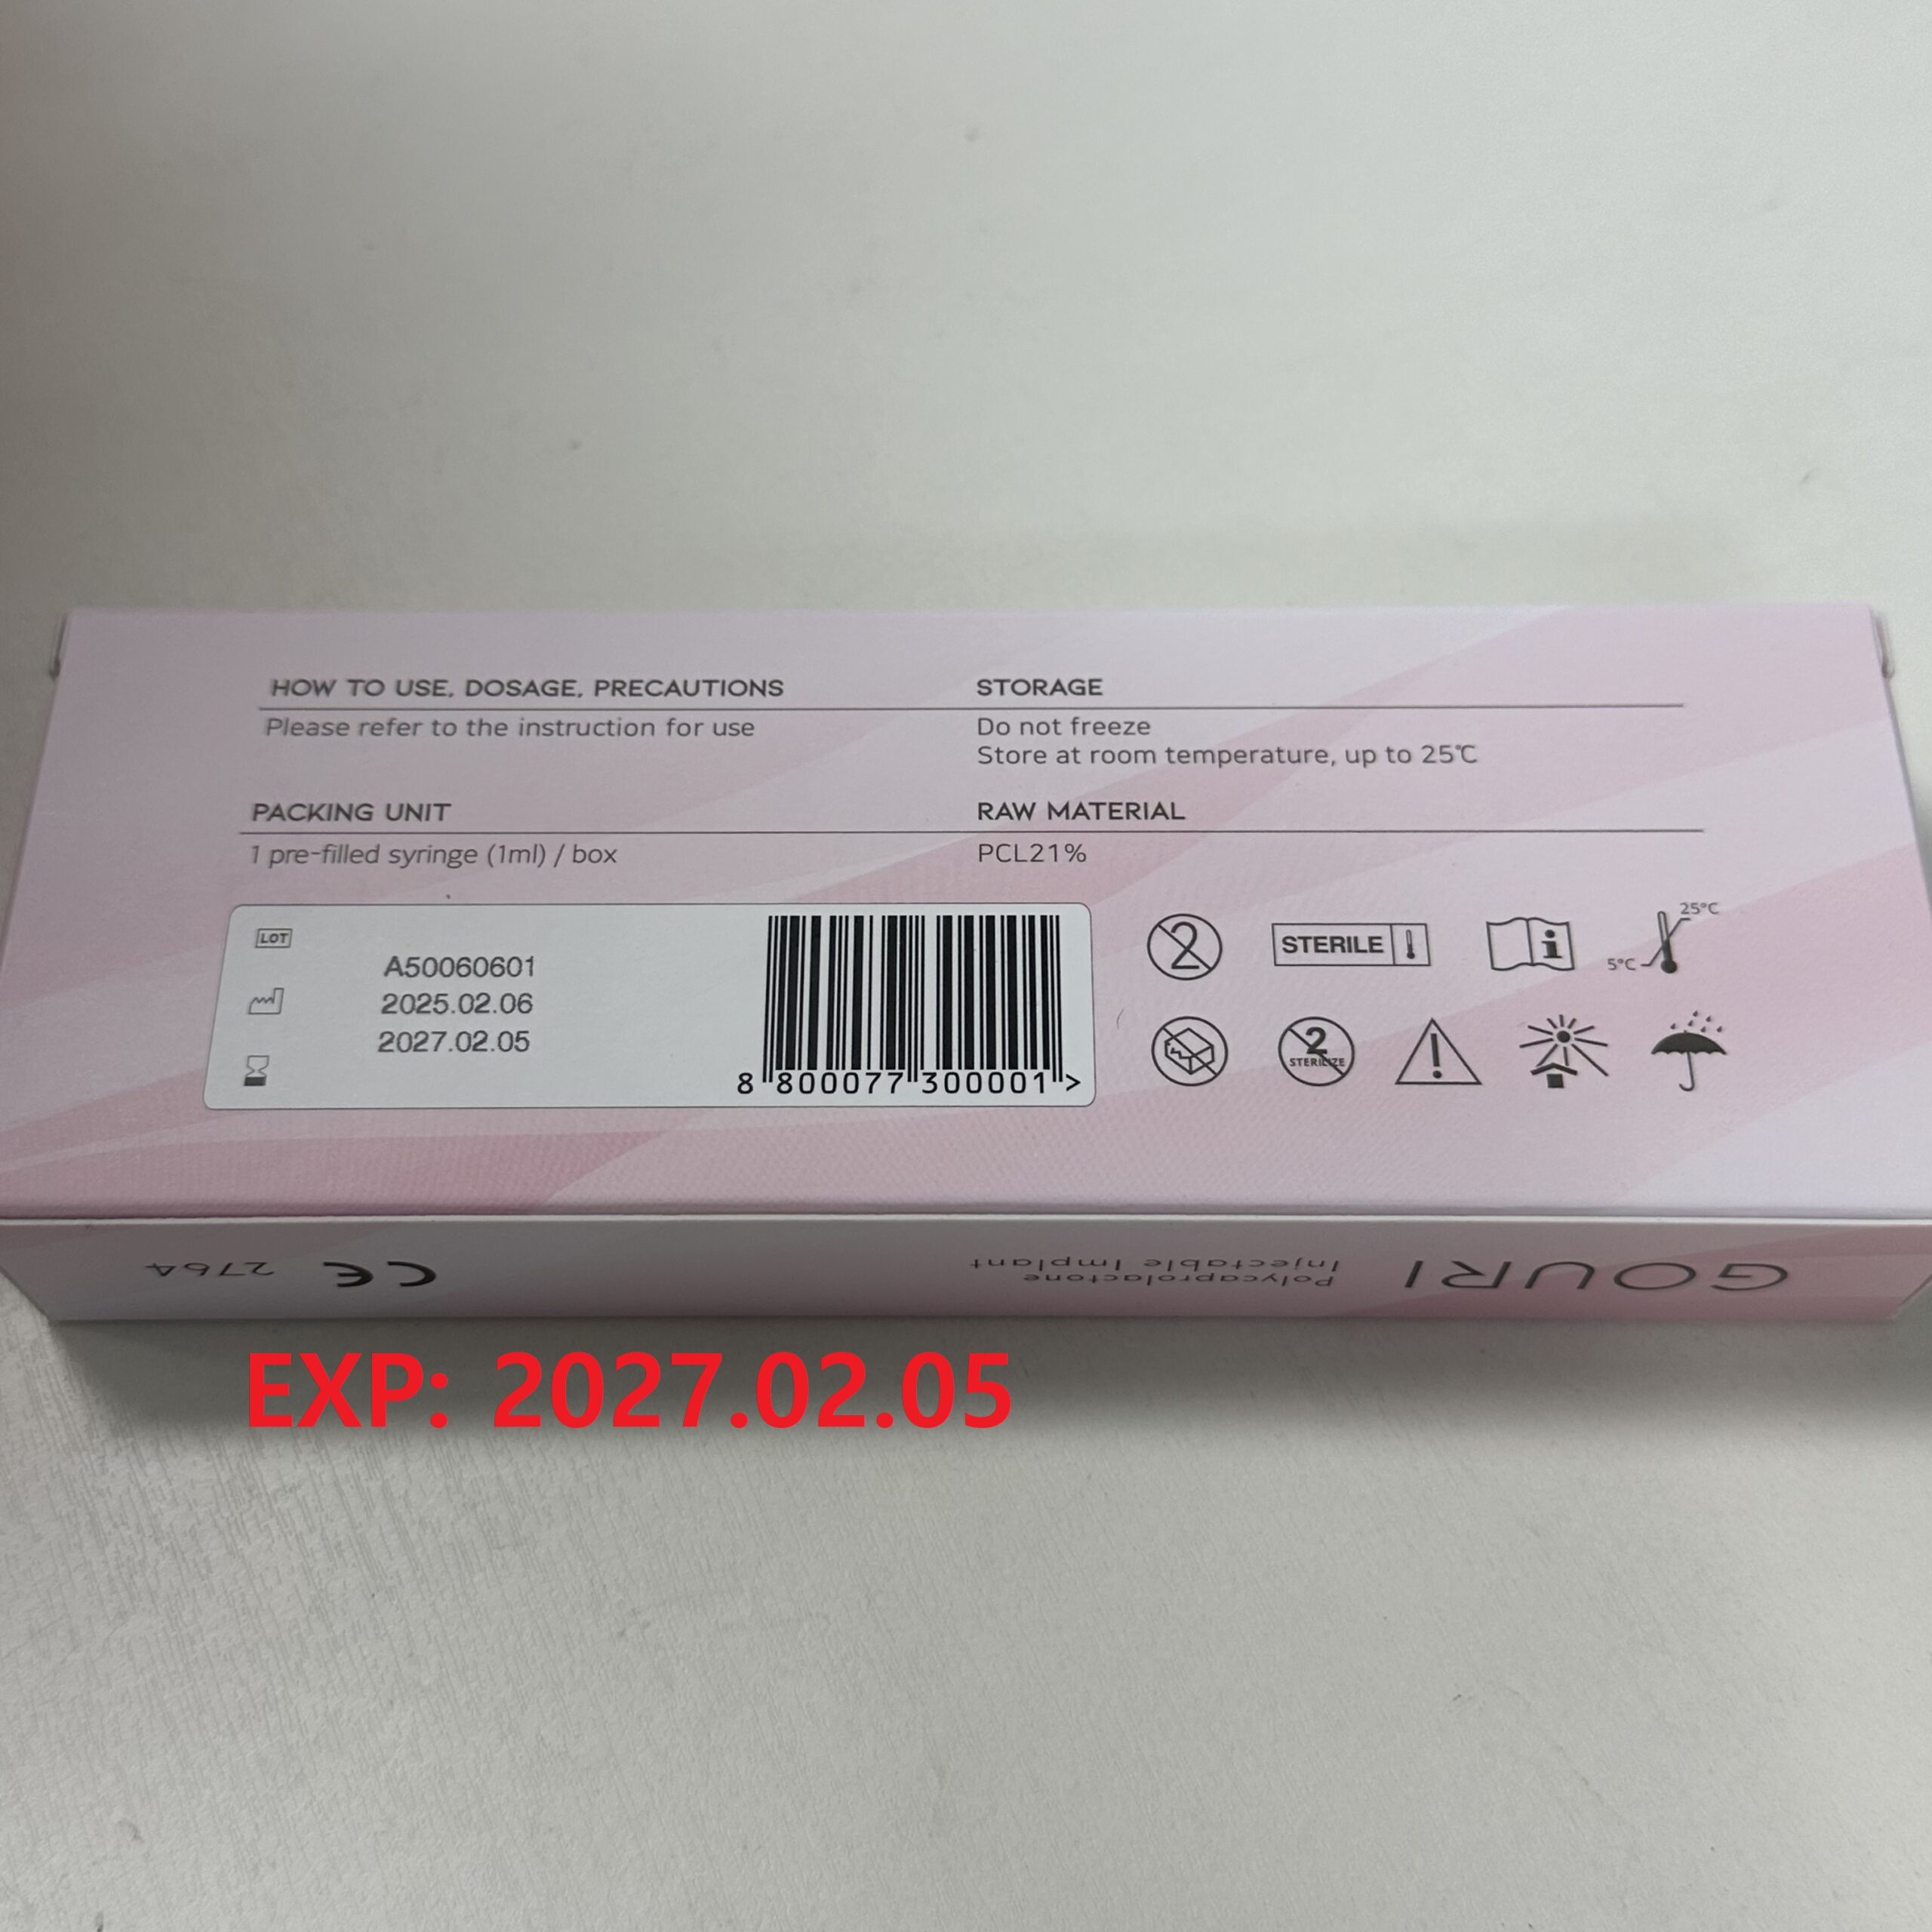 HOW TO USE, DOSAGE, PRECAUTIONS
Please refer to the instruction for use
STORAGE
Do not freeze
Store at room temperature, up to 25℃
PACKING UNIT
1 pre-filled syringe (1ml) / box
RAW MATERIAL
PCL21%
LOT
A50060601
2025.02.06
2027.02.05
8 800077 300001 >
2
STERILE
i
25°C
5°C
2
STERILIZE
!
GOURI
Polycaprolactone
Injectable Implant
CE 2764
EXP: 2027.02.05